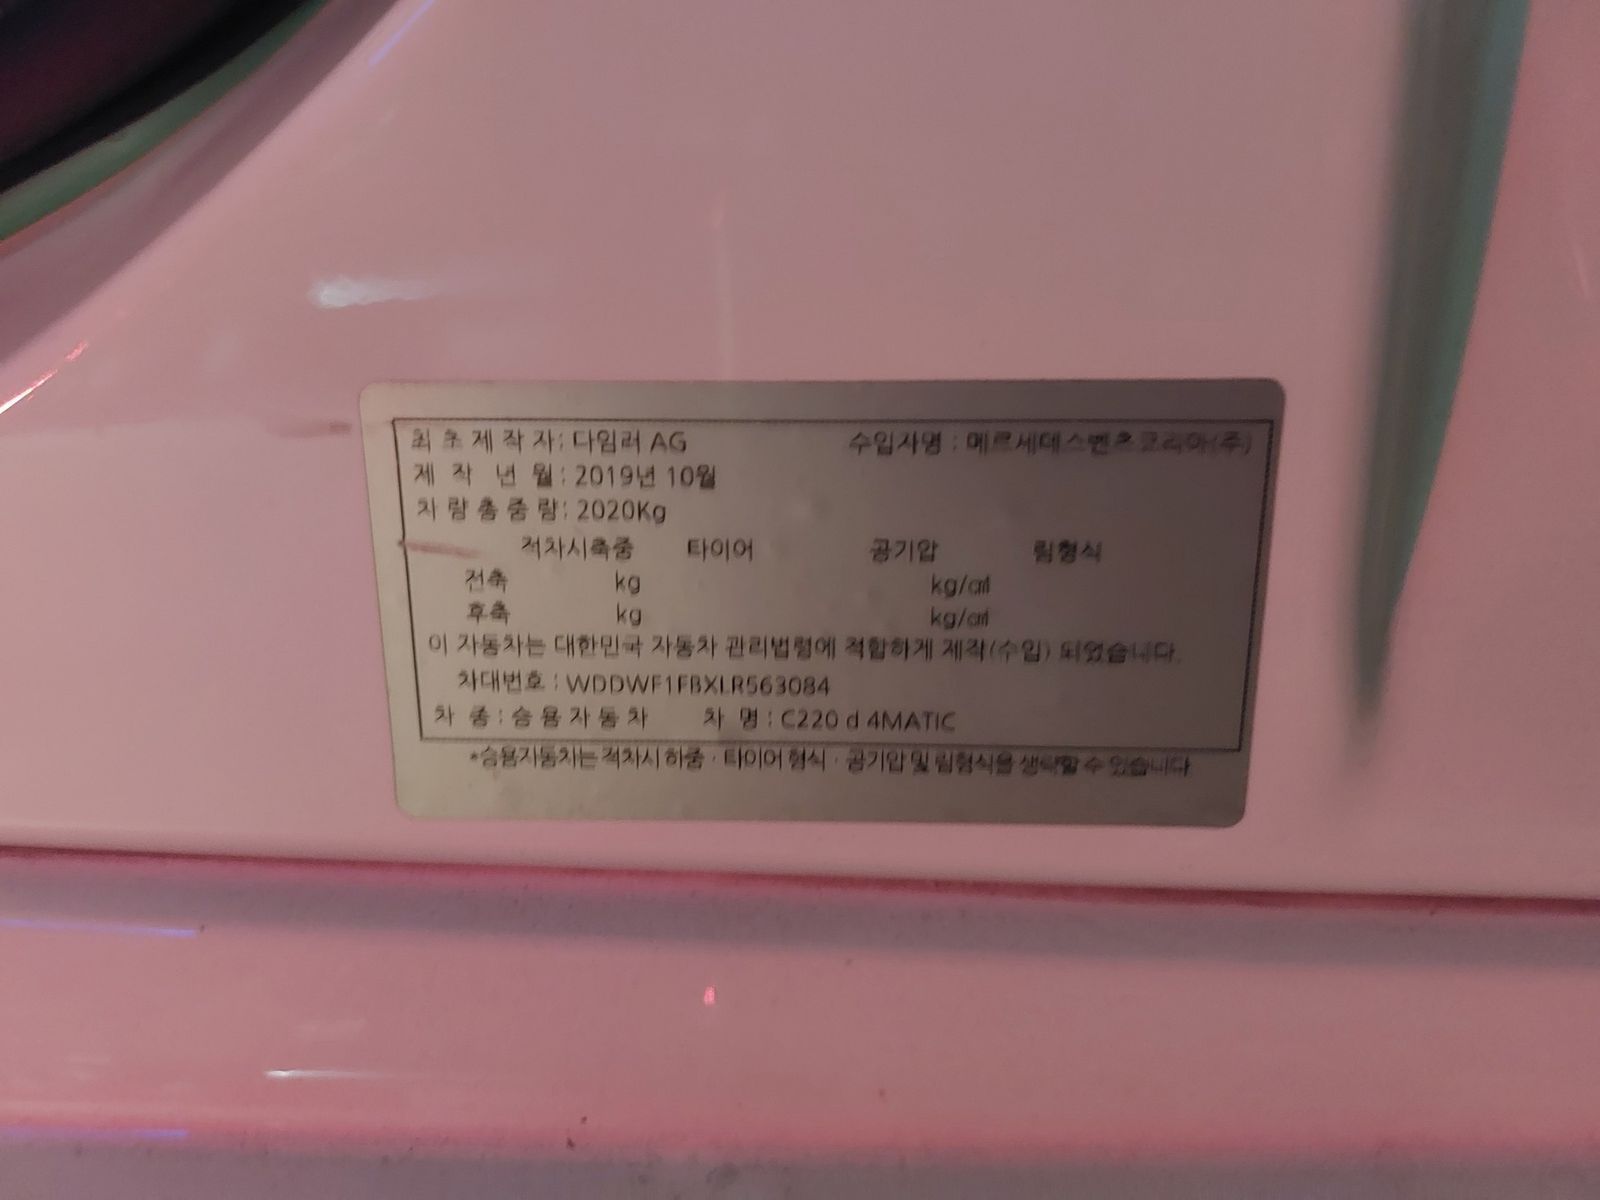 최초제작자: 다임러 AG 수입자명 : 메르세데스벤츠코리아(주)
제 작 년 월 : 2019년 10월
차량총중량: 2020Kg
적차시축중 타이어 공기압 림형식
전축 kg kg/㎠
후축 kg kg/㎠
이 자동차는 대한민국 자동차 관리법령에 적합하게 제작(수입) 되었습니다.
차대번호 : WDDWF1FBXLR563084
차 종 : 승용자동차 차 명 : C220 d 4MATIC
*승용자동차는 적차시 하중 · 타이어 형식 · 공기압 및 림형식을 생략할 수 있습니다